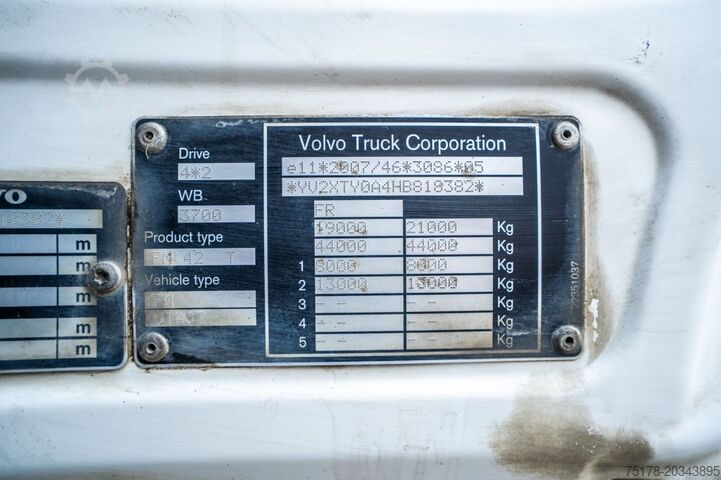 Volvo Truck Corporation
e11*2007/46*3086*05
*YV2XTY0A4HB818382*
Drive
4*2
WB
3700
Product type
FM 42 T
Vehicle type
FR
19000 21000 Kg
44000 44000 Kg
1 8000 8000 Kg
2 13000 13000 Kg
3 - - - - Kg
4 - - - - Kg
5 - - - - Kg
m
m
m
m
m
75178-20343895